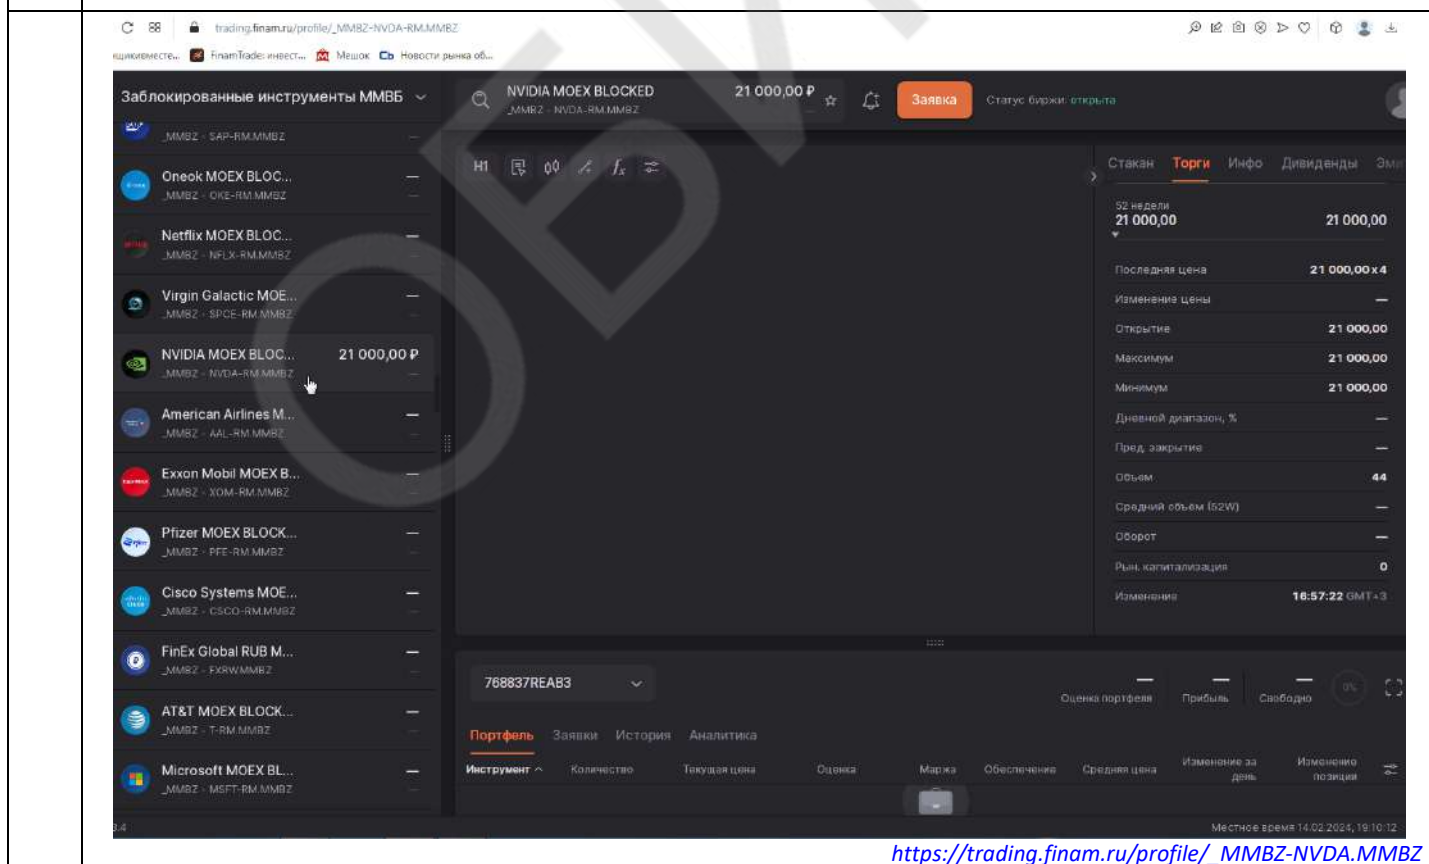 trading.finam.ru/profile/_MMBZ-NVDA-RM.MMBZ
FinamTrade: инвест... Мешок Новости рынка об...
Заблокированные инструменты ММВБ
_MMBZ - SAP-RM.MMBZ —
Oneok MOEX BLOC... —
_MMBZ - OKE-RM.MMBZ —
Netflix MOEX BLOC... —
_MMBZ - NFLX-RM.MMBZ —
Virgin Galactic MOE... —
_MMBZ - SPCE-RM.MMBZ —
NVIDIA MOEX BLOC... 21 000,00 ₽
_MMBZ - NVDA-RM.MMBZ —
American Airlines M... —
_MMBZ - AAL-RM.MMBZ —
Exxon Mobil MOEX B... —
_MMBZ - XOM-RM.MMBZ —
Pfizer MOEX BLOCK... —
_MMBZ - PFE-RM.MMBZ —
Cisco Systems MOE... —
_MMBZ - CSCO-RM.MMBZ —
FinEx Global RUB M... —
_MMBZ - FXRW.MMBZ —
AT&T MOEX BLOCK... —
_MMBZ - T-RM.MMBZ —
Microsoft MOEX BL... —
_MMBZ - MSFT-RM.MMBZ —
NVIDIA MOEX BLOCKED 21 000,00 ₽
_MMBZ - NVDA-RM.MMBZ —
Заявка Статус биржи: открыта
H1
Стакан Торги Инфо Дивиденды Эми
52 недели
21 000,00 21 000,00
Последняя цена 21 000,00 x 4
Изменение цены —
Открытие 21 000,00
Максимум 21 000,00
Минимум 21 000,00
Дневной диапазон, % —
Пред. закрытие —
Объем 44
Средний объем (52W) —
Оборот —
Рын. капитализация 0
Изменение 16:57:22 GMT+3
768837REAB3
— — — 0%
Оценка портфеля Прибыль Свободно
Портфель Заявки История Аналитика
Инструмент Количество Текущая цена Оценка Маржа Обеспечение Средняя цена Изменение за день Изменение позиции
Местное время 14.02.2024, 19:10:12
https://trading.finam.ru/profile/_MMBZ-NVDA.MMBZ